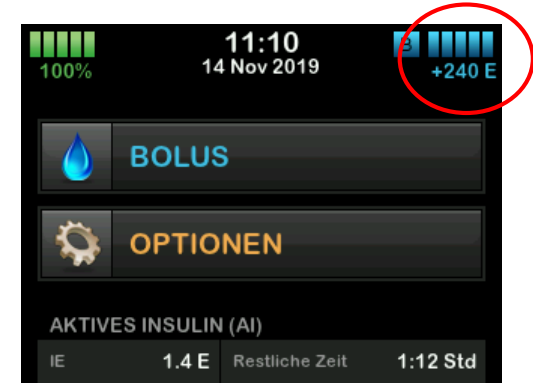 11:10
B
100%
14 Nov 2019
+240 E
BOLUS
OPTIONEN
AKTIVES INSULIN (AI)
IE 1.4 E Restliche Zeit 1:12 Std